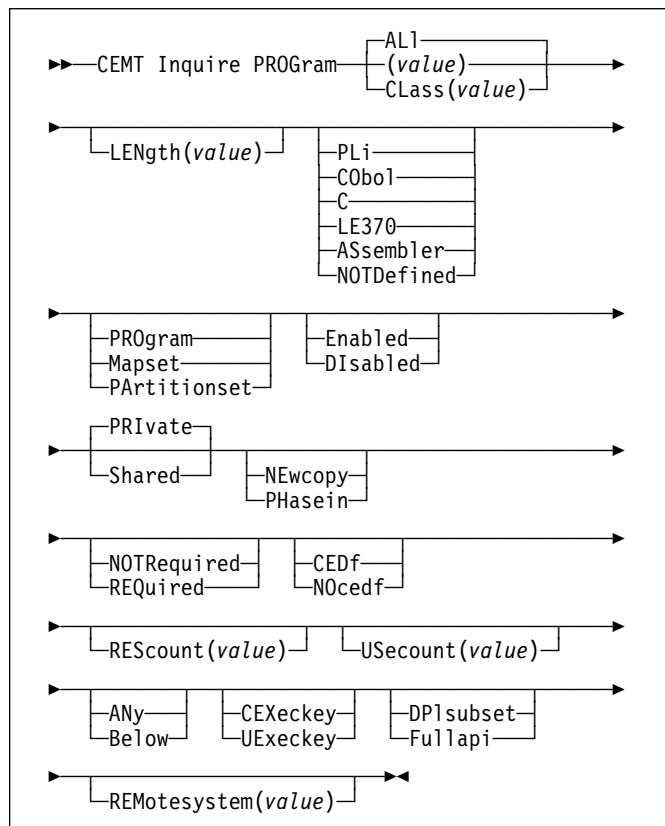 ALl
CEMT Inquire PROGram (value)
CLass(value)
LENgth(value) PLi
CObol
C
LE370
ASsembler
NOTDefined
PROgram Enabled
Mapset DIsabled
PArtitionset
PRIvate
Shared NEwcopy
PHasein
NOTRequired CEDf
REQuired NOcedf
REScount(value) USecount(value)
ANy CEXeckey DPlsubset
Below UExeckey Fullapi
REMotesystem(value)